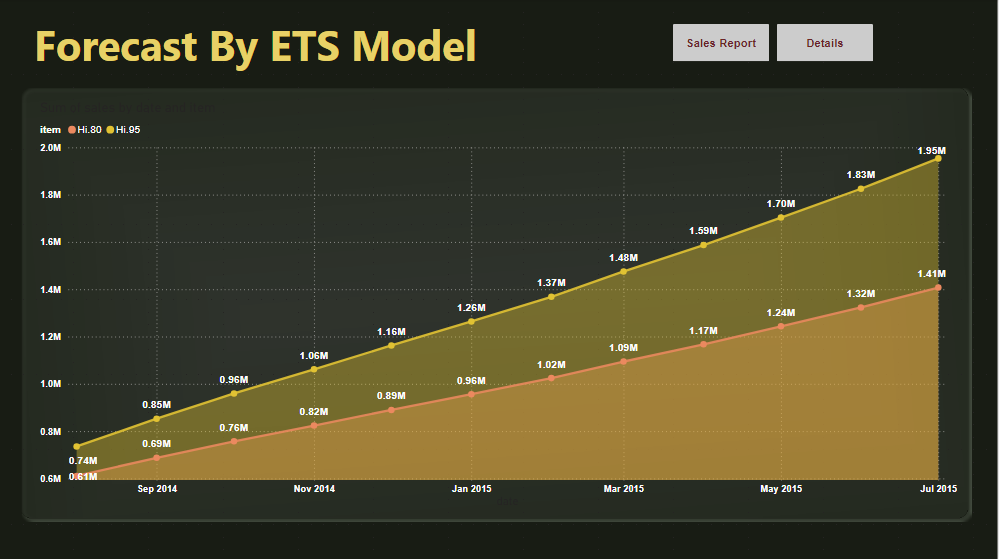 Forecast By ETS Model
Sales Report Details
item Hi.80 Hi.95
2.0M
1.95M
1.83M
1.8M
1.70M
1.59M
1.6M
1.48M
1.41M
1.4M
1.37M
1.32M
1.26M
1.24M
1.2M
1.16M
1.17M
1.06M
1.09M
1.02M
1.0M
0.96M
0.96M
0.89M
0.85M
0.82M
0.8M
0.76M
0.74M
0.69M
0.61M
0.6M
Sep 2014 Nov 2014 Jan 2015 Mar 2015 May 2015 Jul 2015